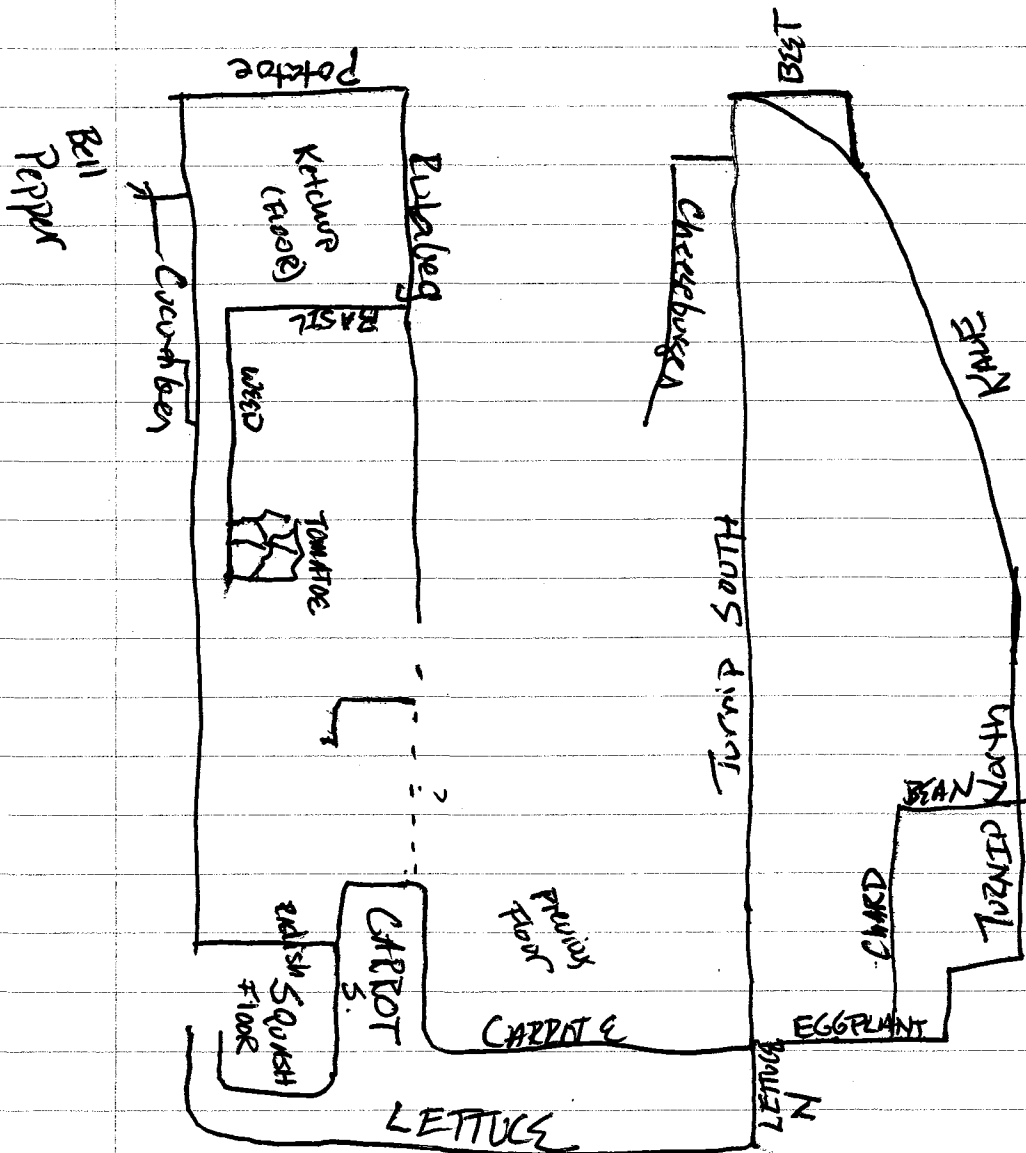 BEET
Potatoe
Bell
Pepper
Ketchup
(FLOOR)
Rutabeg
Cheeseburger
Cucumber
BASIL
KALE
WEED
TOMATOE
Turnip SOUTH
?
BEAN
TURNIP North
CHARD
Previous
Floor
CARROT
S.
Radish
SQUASH
FLOOR
CARROT E
EGGPLANT
LETTUCE
N
LETTUCE